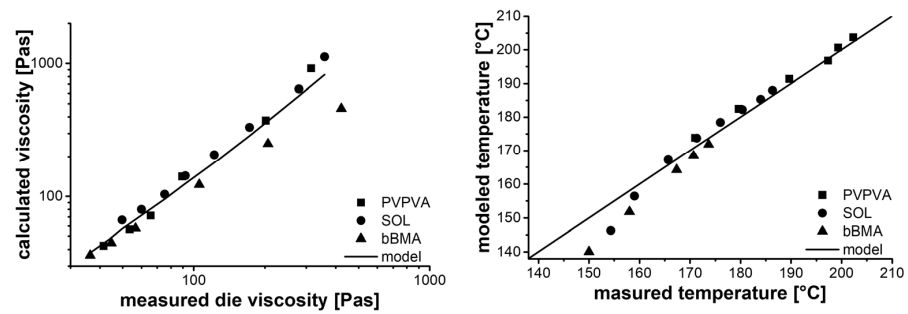 calculated viscosity [Pas]
1000
100
PVPVA
SOL
bBMA
model
100
1000
measured die viscosity [Pas]
modeled temperature [°C]
210
200
190
180
170
160
150
140
PVPVA
SOL
bBMA
model
140
150
160
170
180
190
200
210
masured temperature [°C]